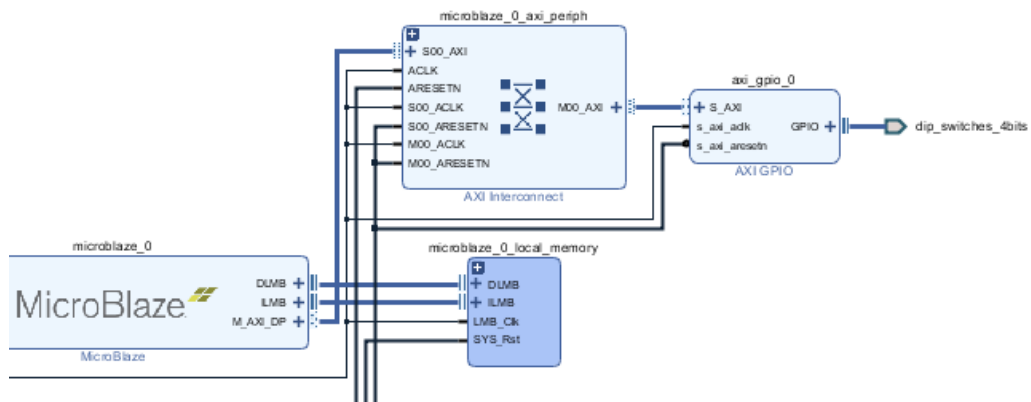 microblaze_0_axi_periph
S00_AXI
ACLK
ARESETN
S00_ACLK
S00_ARESETN
M00_ACLK
M00_ARESETN
M00_AXI
AXI Interconnect
axi_gpio_0
S_AXI
s_axi_aclk
s_axi_aresetn
GPIO
AXI GPIO
dip_switches_4bits
microblaze_0
MicroBlaze
DLMB
ILMB
M_AXI_DP
MicroBlaze
microblaze_0_local_memory
DLMB
ILMB
LMB_Clk
SYS_Rst